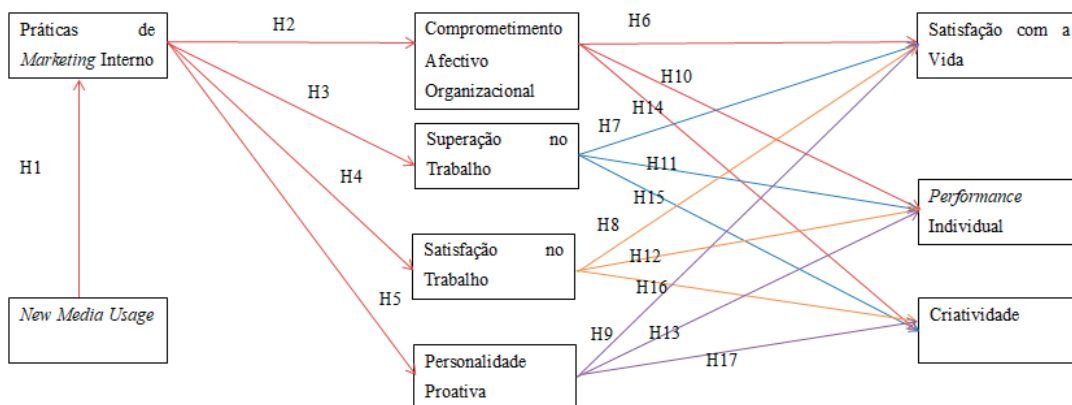 Práticas de
Marketing Interno
H1
New Media Usage
H2
H3
H4
H5
Comprometimento
Afectivo
Organizacional
Superação no
Trabalho
Satisfação no
Trabalho
Personalidade
Proativa
H6
H10
H14
H7
H11
H15
H8
H12
H16
H9
H13
H17
Satisfação com a
Vida
Performance
Individual
Criatividade